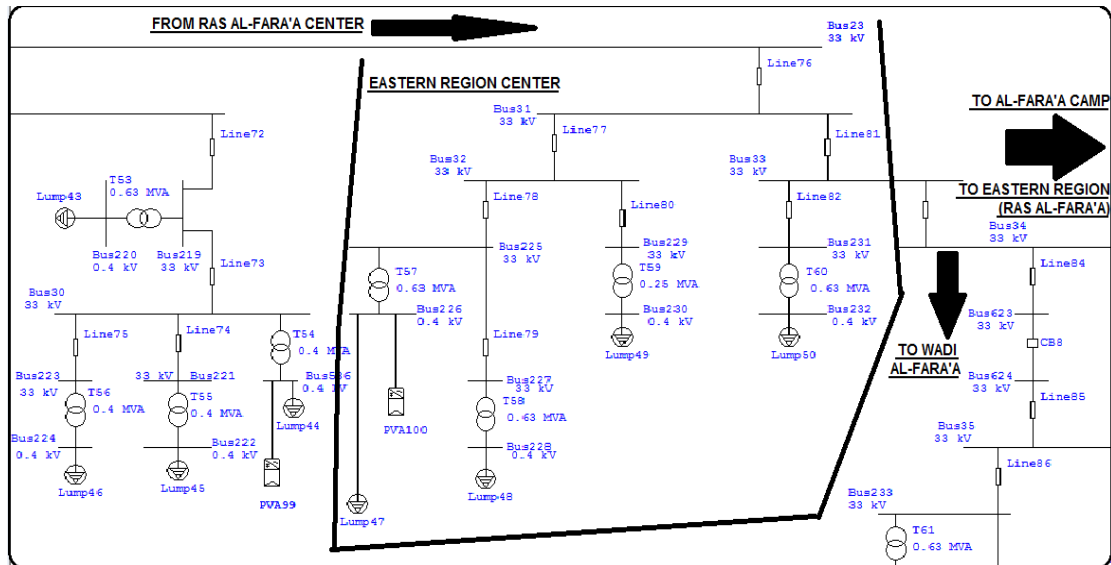 FROM RAS AL-FARA'A CENTER
Bus23
33 kV
EASTERN REGION CENTER
Line76
TO AL-FARA'A CAMP
Bus31
33 kV
Line72
Line77
Line81
Bus32
33 kV
Bus33
33 kV
T53
0.63 MVA
Lump43
Line78
Line80
Line82
TO EASTERN REGION
(RAS AL-FARA'A)
Bus34
33 kV
Bus220
0.4 kV
Bus219
33 kV
Line73
Bus225
33 kV
Bus229
33 kV
Bus231
33 kV
T57
0.63 MVA
T59
0.25 MVA
T60
0.63 MVA
Line84
Bus30
33 kV
Bus226
0.4 kV
Bus230
0.4 kV
Bus232
0.4 kV
Bus623
33 kV
Line75
Line74
T54
0.4 MVA
Line79
Lump49
Lump50
CB8
TO WADI
AL-FARA'A
Bus223
33 kV
33 kV
Bus221
0.4 kV
Bus227
33 kV
Bus624
33 kV
T56
0.4 MVA
T55
0.4 MVA
T58
0.63 MVA
Line85
Lump44
PVA100
Bus224
0.4 kV
Bus222
0.4 kV
Bus228
0.4 kV
Bus35
33 kV
Line86
Lump46
Lump45
PVA99
Lump48
Lump47
Bus233
33 kV
T61
0.63 MVA